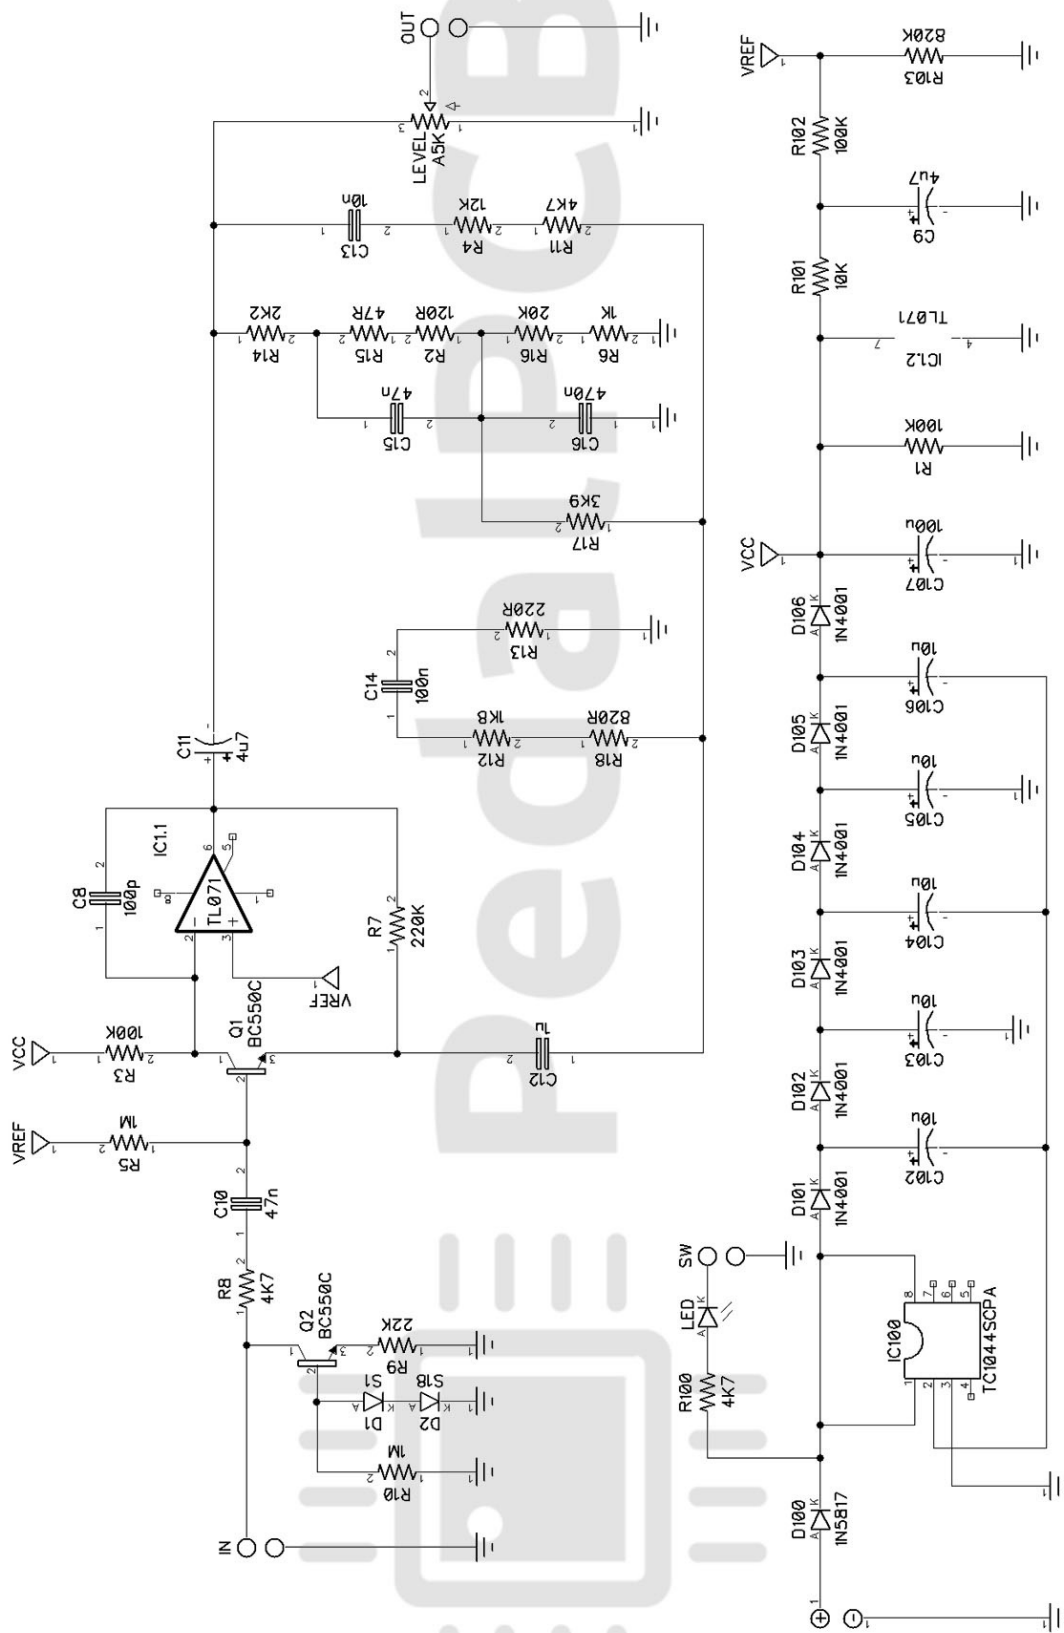 IN
R10
1M
D1
S1
D2
S1B
R9
22K
Q2
BC550C
R8
4K7
C10
47n
VREF
R5
1M
VCC
R3
100K
Q1
BC550C
C8
100p
IC1.1
TL071
VREF
R7
220K
C12
1u
C11
4u7
C14
100n
R12
1K8
R18
820R
R13
220R
R17
3K9
C15
47n
C16
470n
R14
2K2
R15
47R
R2
120R
R16
20K
R6
1K
C13
10n
R4
12K
R11
4K7
LEVEL
A5K
OUT
D100
1N5817
R100
4K7
LED
SW
IC100
TC1044SCPA
D101
1N4001
C102
10u
D102
1N4001
C103
10u
D103
1N4001
C104
10u
D104
1N4001
C105
10u
D105
1N4001
C106
10u
D106
1N4001
VCC
C107
100u
R1
100K
IC1.2
TL071
R101
10K
C9
4u7
R102
100K
VREF
R103
820K
PedalPCB